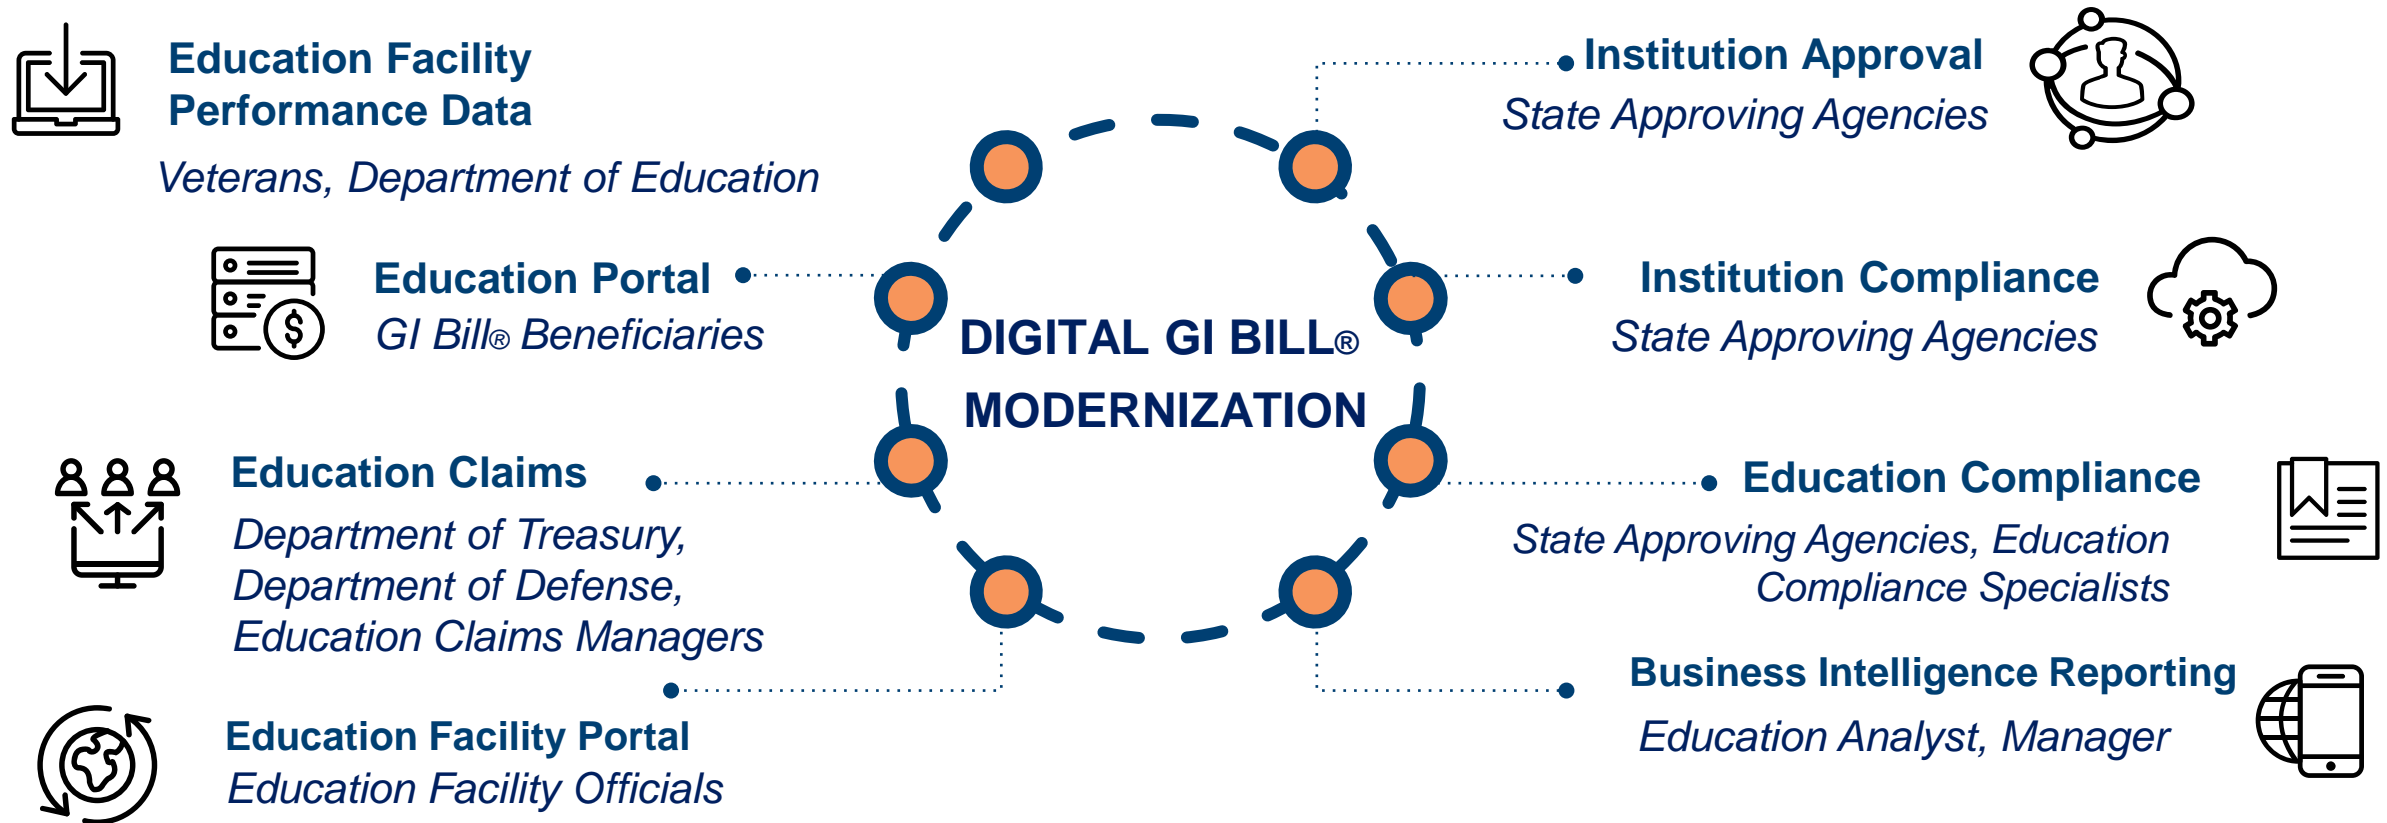 Education Facility
Performance Data
Veterans, Department of Education
Education Portal
GI Bill® Beneficiaries
Education Claims
Department of Treasury,
Department of Defense,
Education Claims Managers
Education Facility Portal
Education Facility Officials
DIGITAL GI BILL®
MODERNIZATION
Institution Approval
State Approving Agencies
Institution Compliance
State Approving Agencies
Education Compliance
State Approving Agencies, Education
Compliance Specialists
Business Intelligence Reporting
Education Analyst, Manager
$